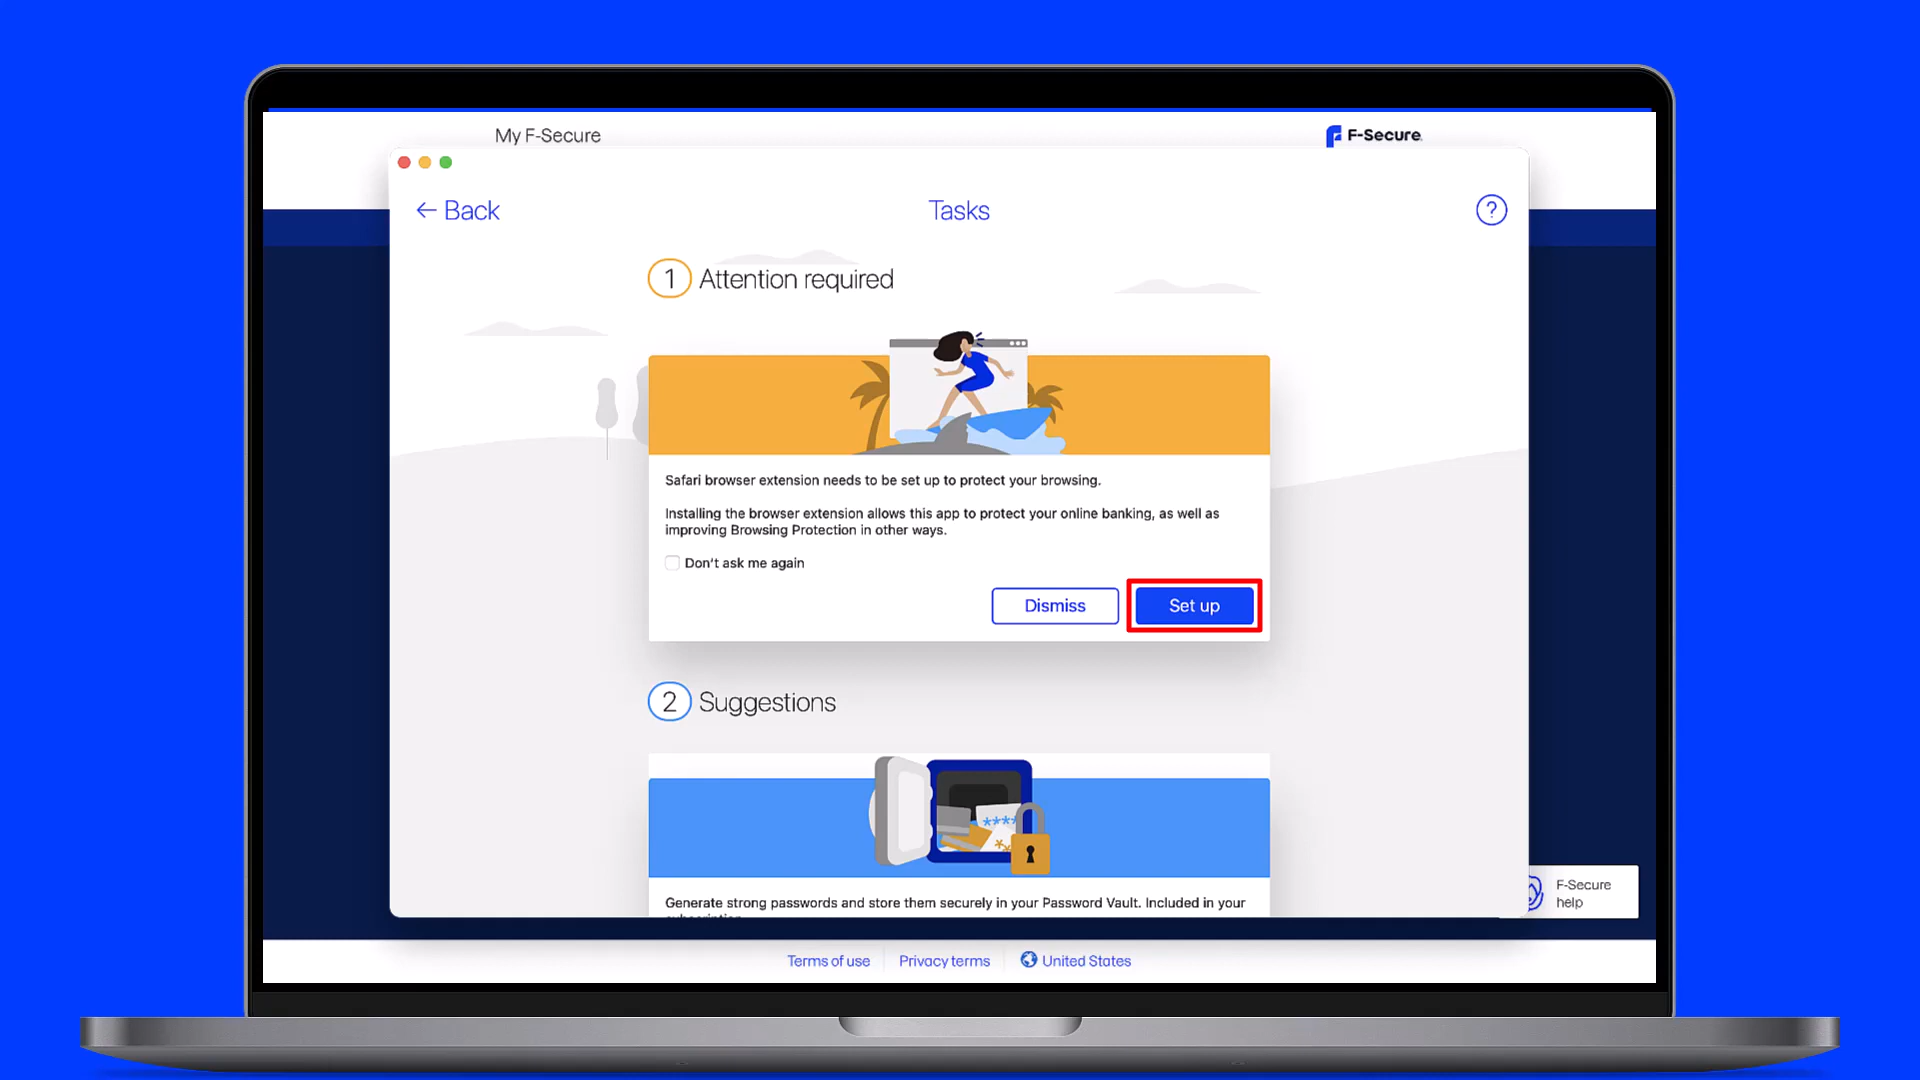 My F-Secure
F-Secure
← Back
Tasks
?
1 Attention required
Safari browser extension needs to be set up to protect your browsing.
Installing the browser extension allows this app to protect your online banking, as well as
improving Browsing Protection in other ways.
Don't ask me again
Dismiss
Set up
2 Suggestions
****
Generate strong passwords and store them securely in your Password Vault. Included in your
F-Secure
help
Terms of use
Privacy terms
United States